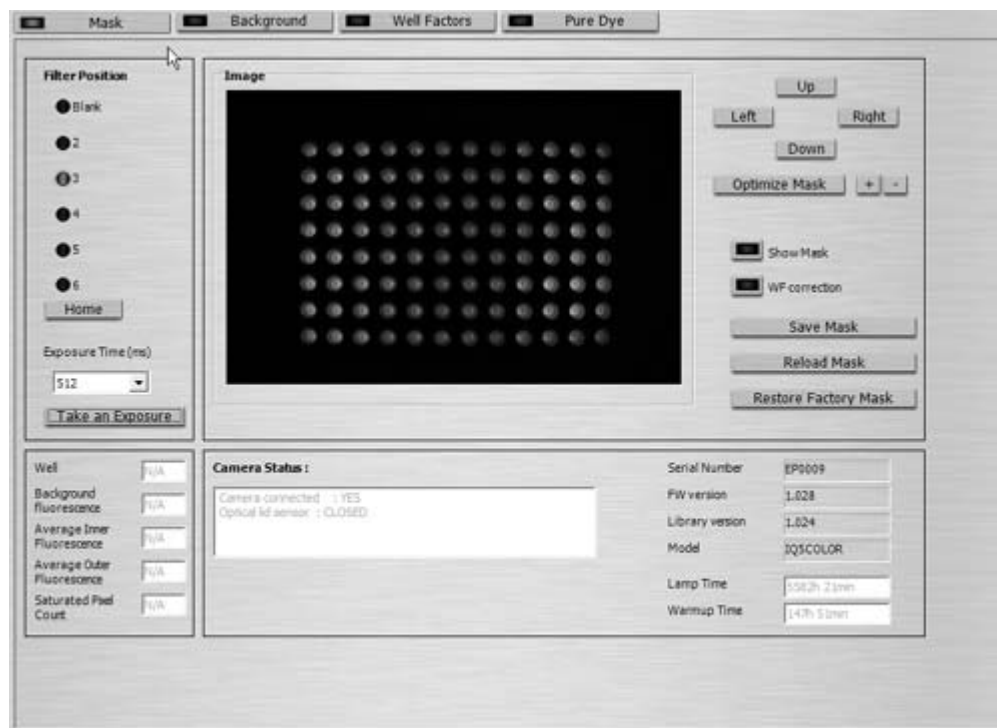 Mask Background Well Factors Pure Dye
Filter Position
Blank
2
3
4
5
6
Home
Exposure Time (ms)
512
Take an Exposure
Image
Up
Left Right
Down
Optimize Mask + -
Show Mask
WF correction
Save Mask
Reload Mask
Restore Factory Mask
Well N/A
Background
fluorescence N/A
Average Inner
Fluorescence N/A
Average Outer
Fluorescence N/A
Saturated Pixel
Count N/A
Camera Status :
Camera connected : YES
Optical lid sensor : CLOSED
Serial Number EP0009
FW version 1.028
Library version 1.024
Model IQ5COLOR
Lamp Time 5582h 21mn
Warmup Time 147h 51mn